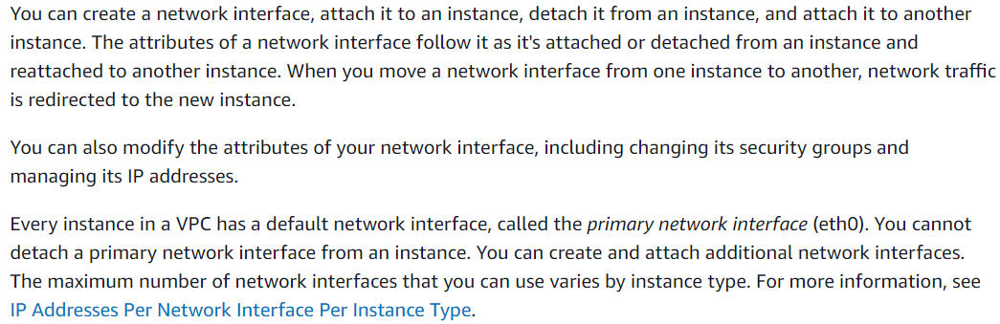 You can create a network interface, attach it to an instance, detach it from an instance, and attach it to another
instance. The attributes of a network interface follow it as it's attached or detached from an instance and
reattached to another instance. When you move a network interface from one instance to another, network traffic
is redirected to the new instance.
You can also modify the attributes of your network interface, including changing its security groups and
managing its IP addresses.
Every instance in a VPC has a default network interface, called the primary network interface (eth0). You cannot
detach a primary network interface from an instance. You can create and attach additional network interfaces.
The maximum number of network interfaces that you can use varies by instance type. For more information, see
IP Addresses Per Network Interface Per Instance Type.